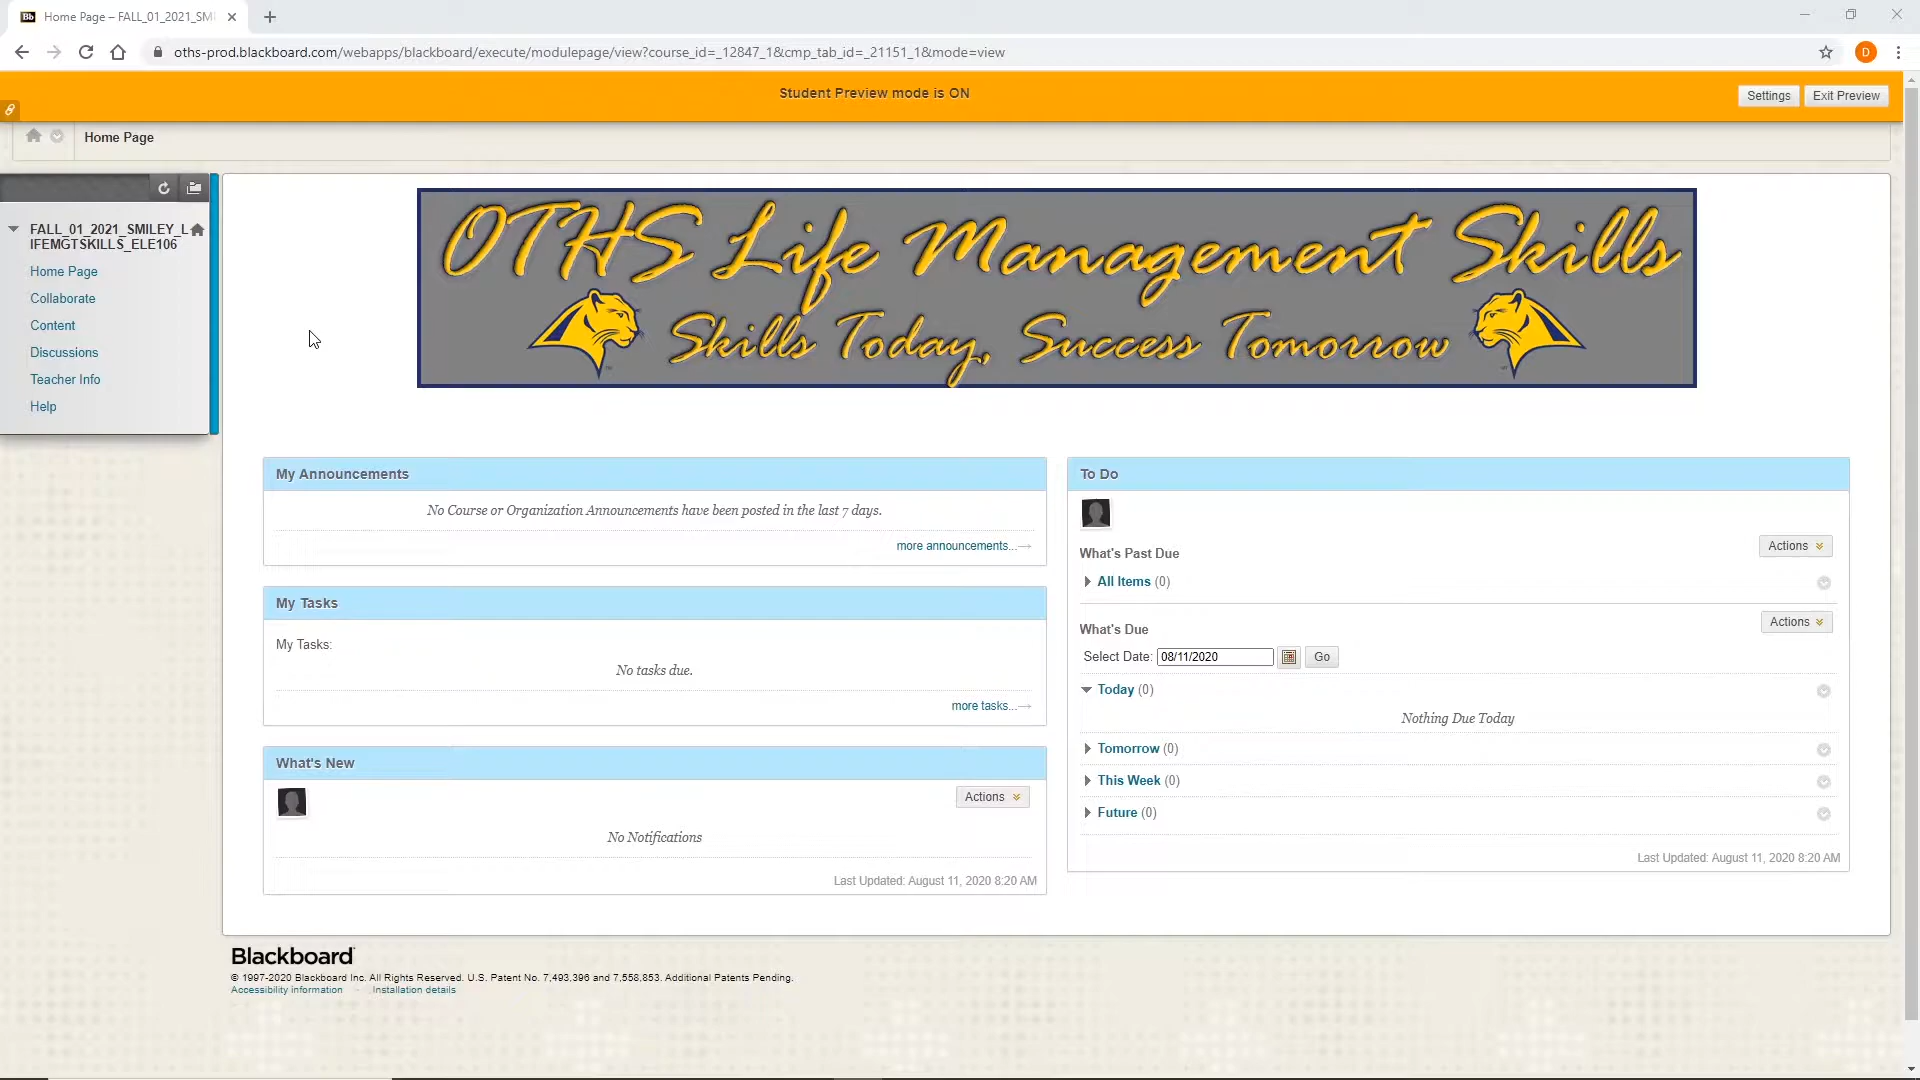 Home Page – FALL_01_2021_SMI
oths-prod.blackboard.com/webapps/blackboard/execute/modulepage/view?course_id=_12847_1&cmp_tab_id=_21151_1&mode=view
D
Student Preview mode is ON
Settings
Exit Preview
Home Page
FALL_01_2021_SMILEY_L
IFEMGTSKILLS_ELE106
Home Page
Collaborate
Content
Discussions
Teacher Info
Help
OTHS Life Management Skills
Skills Today, Success Tomorrow
My Announcements
No Course or Organization Announcements have been posted in the last 7 days.
more announcements...→
My Tasks
My Tasks:
No tasks due.
more tasks...→
What's New
Actions
No Notifications
Last Updated: August 11, 2020 8:20 AM
To Do
What's Past Due
Actions
All Items (0)
What's Due
Actions
Select Date: 08/11/2020
Go
Today (0)
Nothing Due Today
Tomorrow (0)
This Week (0)
Future (0)
Last Updated: August 11, 2020 8:20 AM
Blackboard
© 1997-2020 Blackboard Inc. All Rights Reserved. U.S. Patent No. 7,493,396 and 7,558,853. Additional Patents Pending.
Accessibility information - Installation details